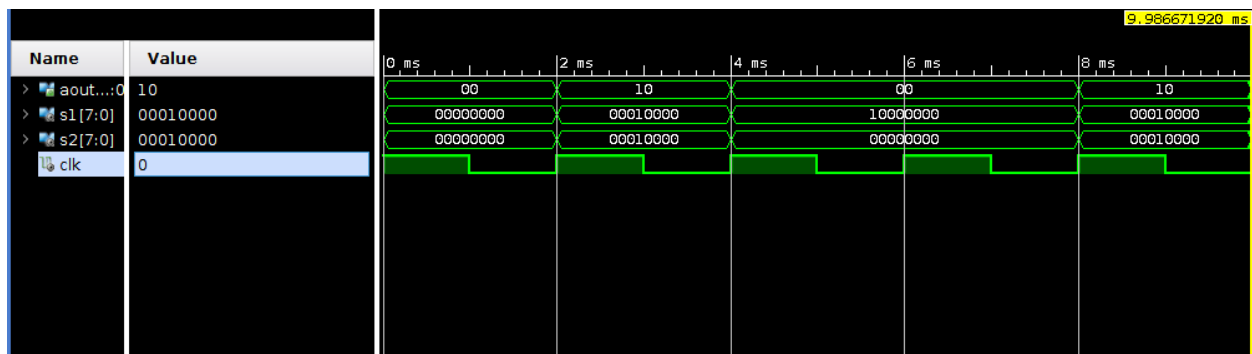 9.986671920 ms
Name Value
0 ms 2 ms 4 ms 6 ms 8 ms
> aout...:0 10 00 10 00 10
> s1[7:0] 00010000 00000000 00010000 10000000 00010000
> s2[7:0] 00010000 00000000 00010000 00000000 00010000
clk 0